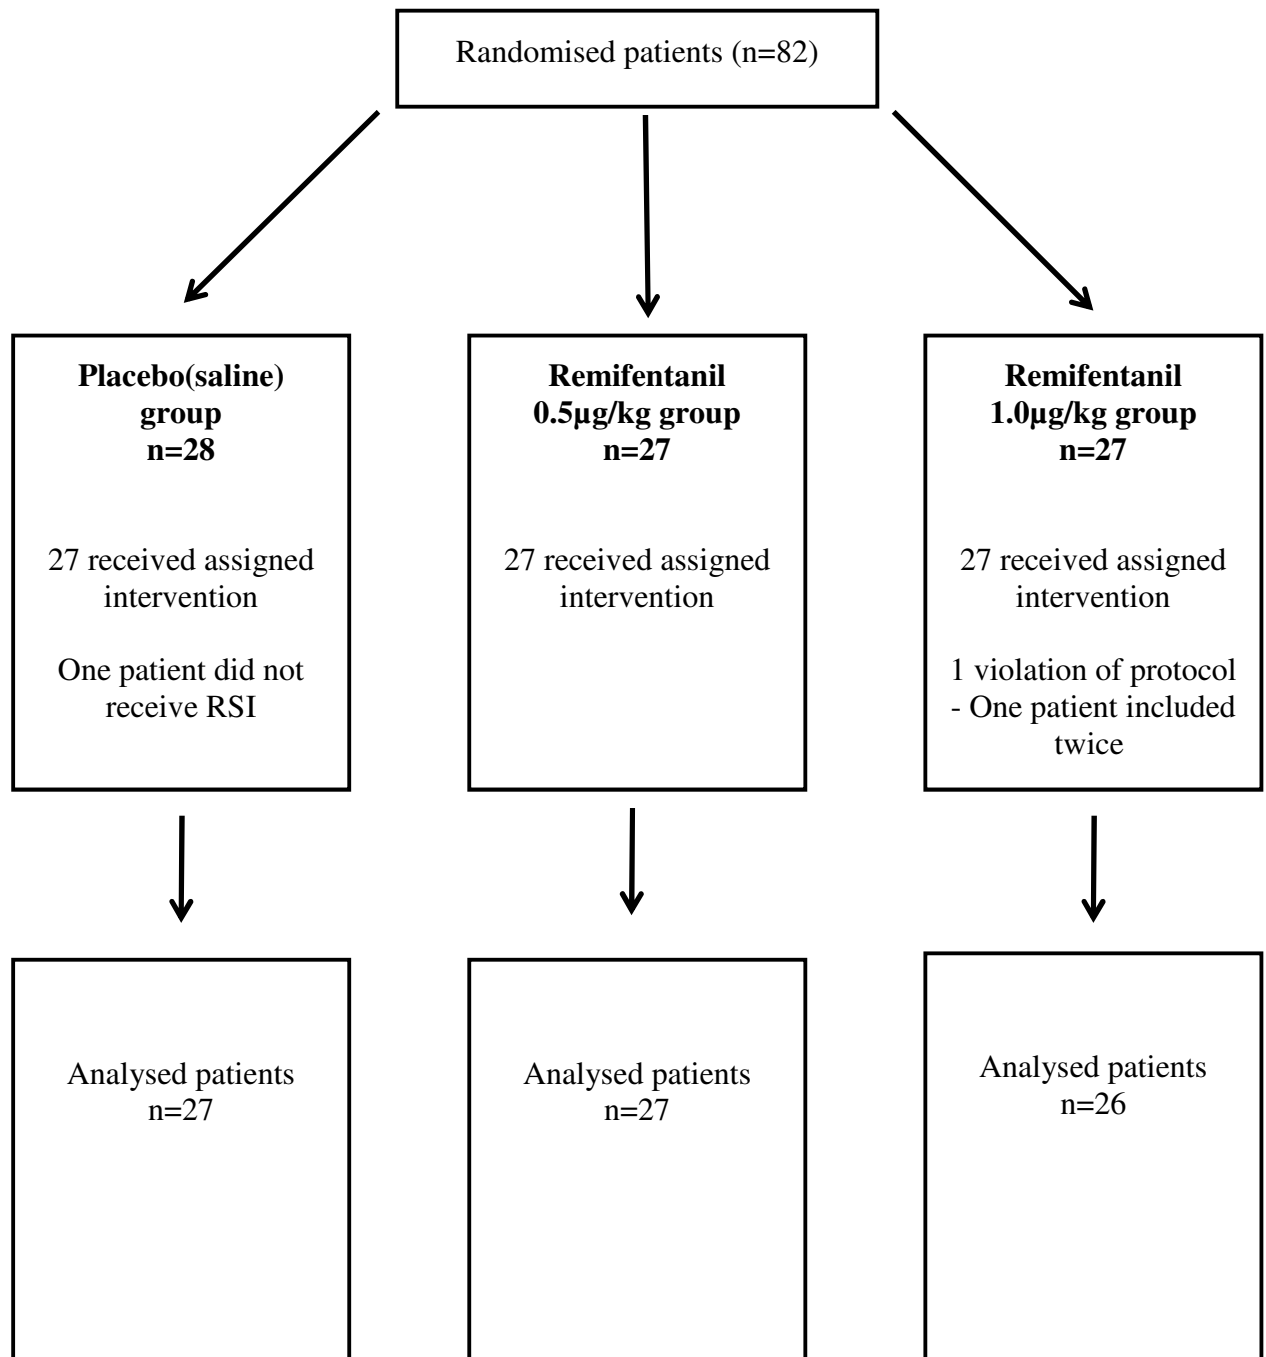 Randomised patients (n=82)
Placebo(saline)
group
n=28
27 received assigned
intervention
One patient did not
receive RSI
Remifentanil
0.5µg/kg group
n=27
27 received assigned
intervention
Remifentanil
1.0µg/kg group
n=27
27 received assigned
intervention
1 violation of protocol
- One patient included
twice
Analysed patients
n=27
Analysed patients
n=27
Analysed patients
n=26